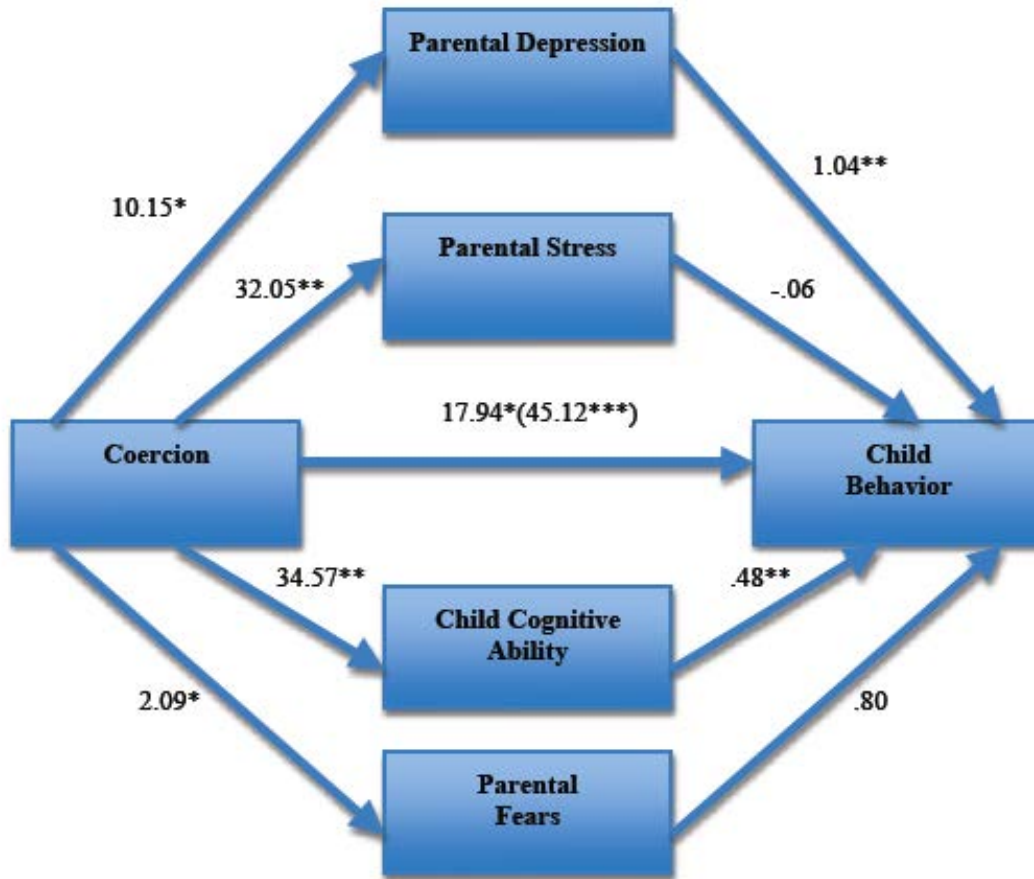 Parental Depression
1.04**
10.15*
Parental Stress
32.05**
-.06
17.94*(45.12***)
Coercion
Child
Behavior
34.57**
.48**
Child Cognitive
Ability
2.09*
.80
Parental
Fears